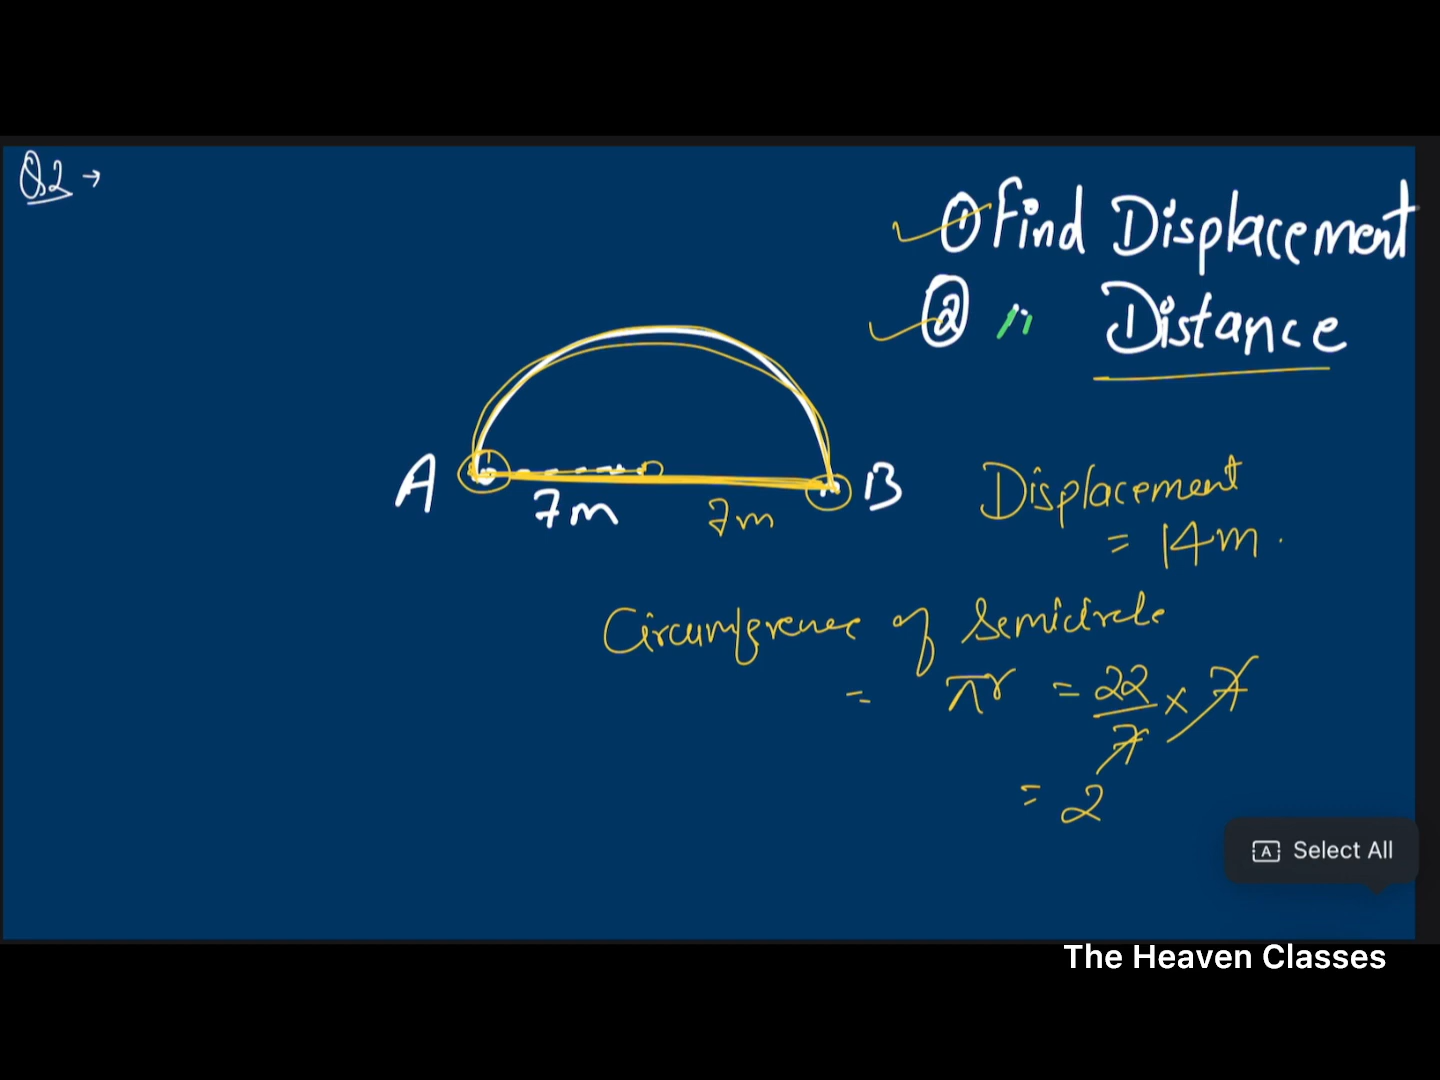 Q2 →
① Find Displacement
② 〃 Distance
A
B
7m
7m
Displacement
= 14m.
Circumference of Semicircle
= πr = 22/7 × 7
= 2
Select All
The Heaven Classes